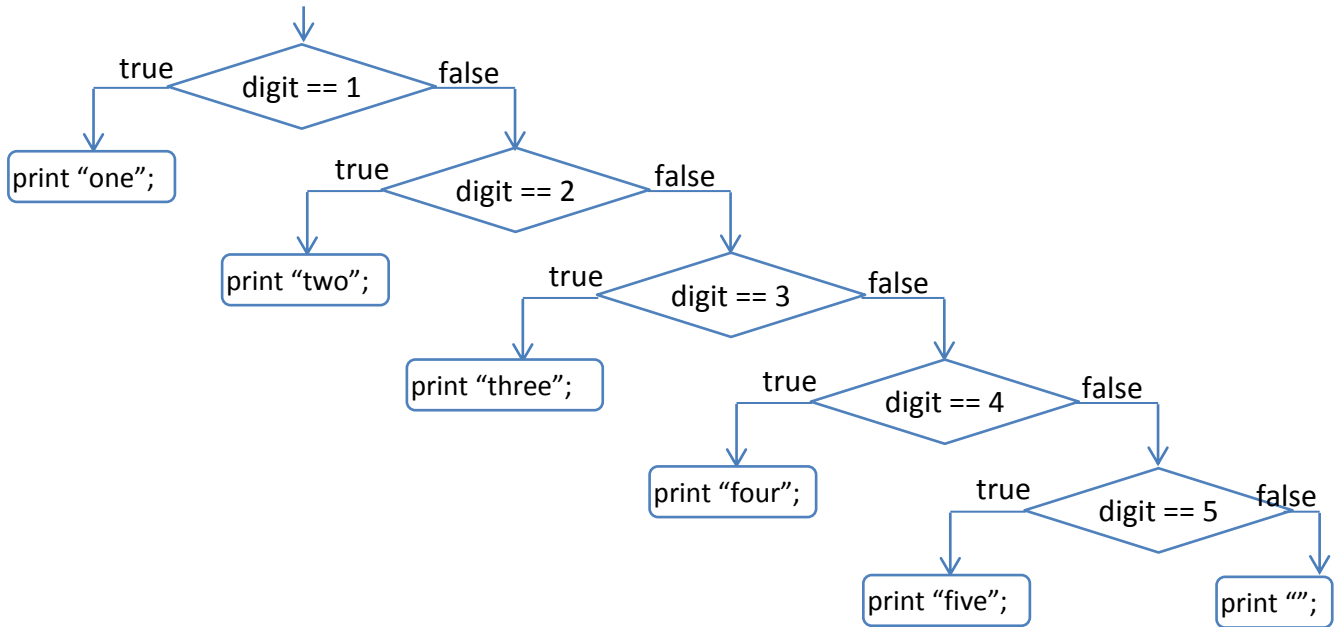 true
digit == 1
false
print “one”;
true
digit == 2
false
print “two”;
true
digit == 3
false
print “three”;
true
digit == 4
false
print “four”;
true
digit == 5
false
print “five”;
print “”;